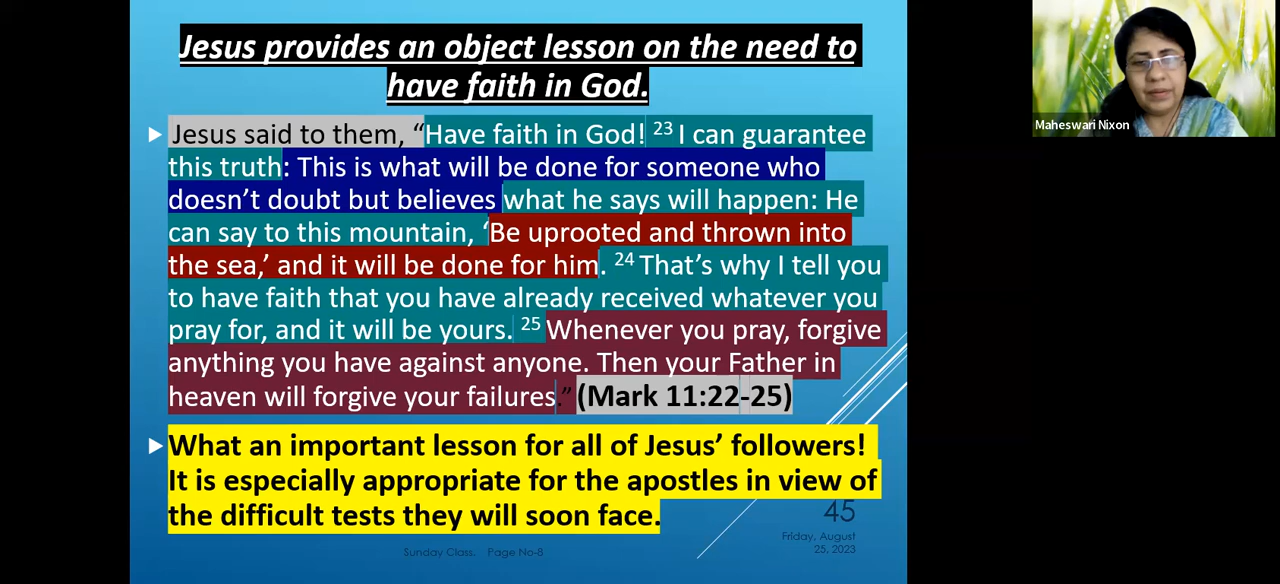 Jesus provides an object lesson on the need to
have faith in God.
Jesus said to them, “Have faith in God! 23 I can guarantee
this truth: This is what will be done for someone who
doesn’t doubt but believes what he says will happen: He
can say to this mountain, ‘Be uprooted and thrown into
the sea,’ and it will be done for him. 24 That’s why I tell you
to have faith that you have already received whatever you
pray for, and it will be yours. 25 Whenever you pray, forgive
anything you have against anyone. Then your Father in
heaven will forgive your failures.” (Mark 11:22-25)
What an important lesson for all of Jesus’ followers!
It is especially appropriate for the apostles in view of
the difficult tests they will soon face.
45
Friday, August
25, 2023
Sunday Class. Page No-8
Maheswari Nixon